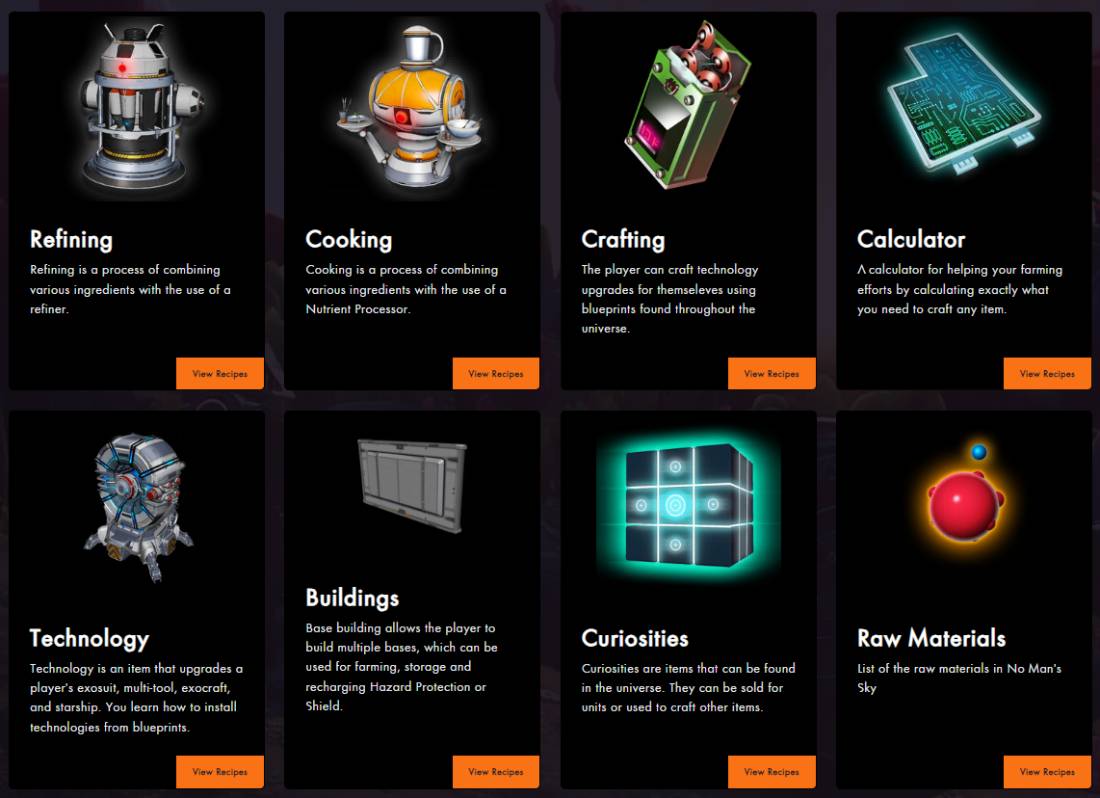 Refining
Refining is a process of combining
various ingredients with the use of a
refiner.
View Recipes
Cooking
Cooking is a process of combining
various ingredients with the use of a
Nutrient Processor.
View Recipes
Crafting
The player can craft technology
upgrades for themseleves using
blueprints found throughout the
universe.
View Recipes
Calculator
A calculator for helping your farming
efforts by calculating exactly what
you need to craft any item.
View Recipes
Technology
Technology is an item that upgrades a
player's exosuit, multi-tool, exocraft,
and starship. You learn how to install
technologies from blueprints.
View Recipes
Buildings
Base building allows the player to
build multiple bases, which can be
used for farming, storage and
recharging Hazard Protection or
Shield.
View Recipes
Curiosities
Curiosities are items that can be found
in the universe. They can be sold for
units or used to craft other items.
View Recipes
Raw Materials
List of the raw materials in No Man's
Sky
View Recipes